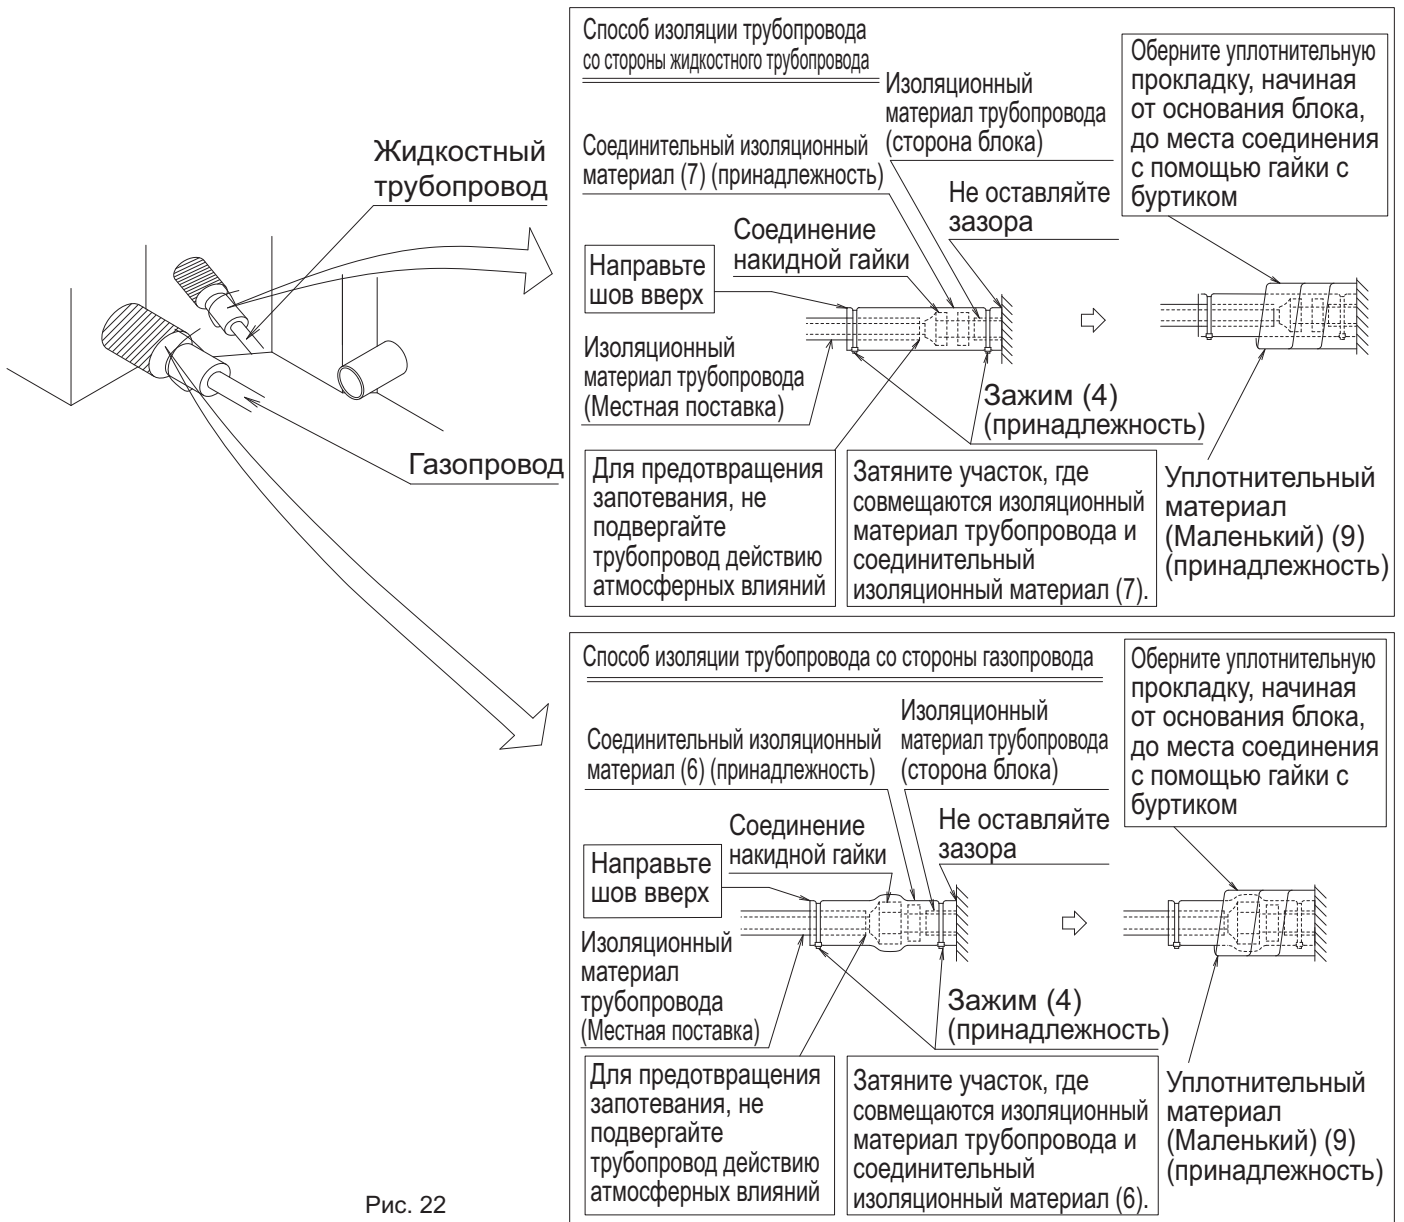 Жидкостный
трубопровод
Газопровод
Способ изоляции трубопровода
со стороны жидкостного трубопровода
Изоляционный
материал трубопровода
(сторона блока)
Оберните уплотнительную
прокладку, начиная
от основания блока,
до места соединения
с помощью гайки с
буртиком
Соединительный изоляционный
материал (7) (принадлежность)
Не оставляйте
зазора
Соединение
накидной гайки
Направьте
шов вверх
Изоляционный
материал трубопровода
(Местная поставка)
Зажим (4)
(принадлежность)
Для предотвращения
запотевания, не
подвергайте
трубопровод действию
атмосферных влияний
Затяните участок, где
совмещаются изоляционный
материал трубопровода и
соединительный
изоляционный материал (7).
Уплотнительный
материал
(Маленький) (9)
(принадлежность)
Способ изоляции трубопровода со стороны газопровода
Изоляционный
материал трубопровода
(сторона блока)
Оберните уплотнительную
прокладку, начиная
от основания блока,
до места соединения
с помощью гайки с
буртиком
Соединительный изоляционный
материал (6) (принадлежность)
Соединение
накидной гайки
Не оставляйте
зазора
Направьте
шов вверх
Изоляционный
материал
трубопровода
(Местная поставка)
Зажим (4)
(принадлежность)
Для предотвращения
запотевания, не
подвергайте
трубопровод действию
атмосферных влияний
Затяните участок, где
совмещаются изоляционный
материал трубопровода и
соединительный
изоляционный материал (6).
Уплотнительный
материал
(Маленький) (9)
(принадлежность)
Рис. 22